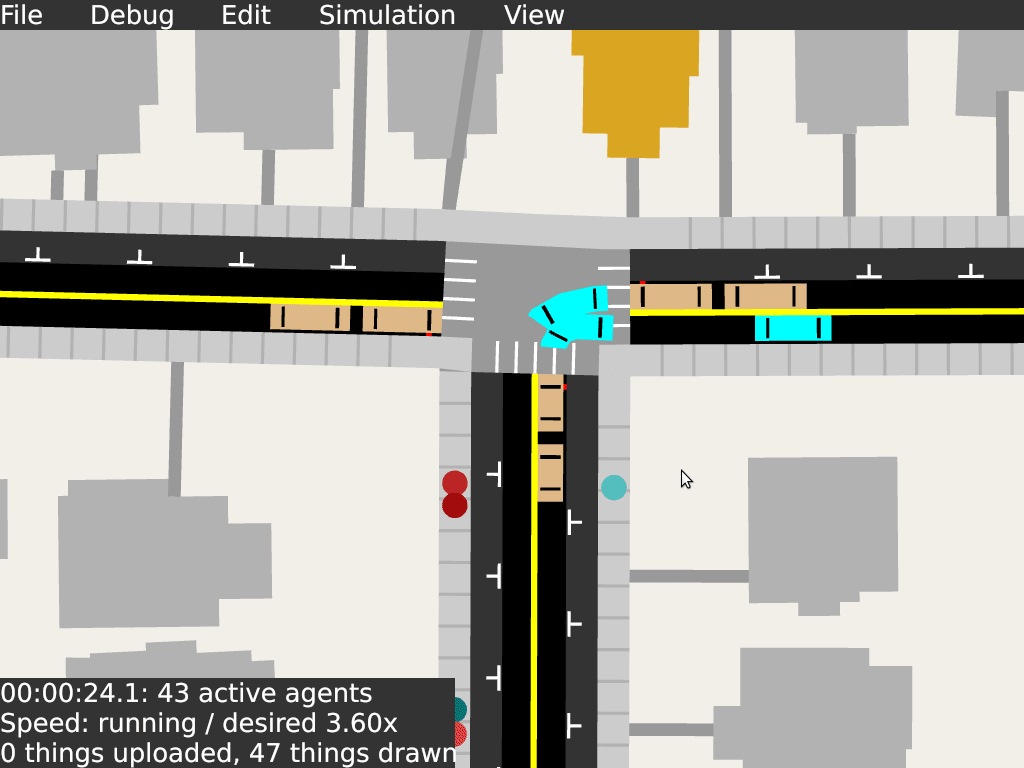 File Debug Edit Simulation View
00:00:24.1: 43 active agents
Speed: running / desired 3.60x
0 things uploaded, 47 things drawn